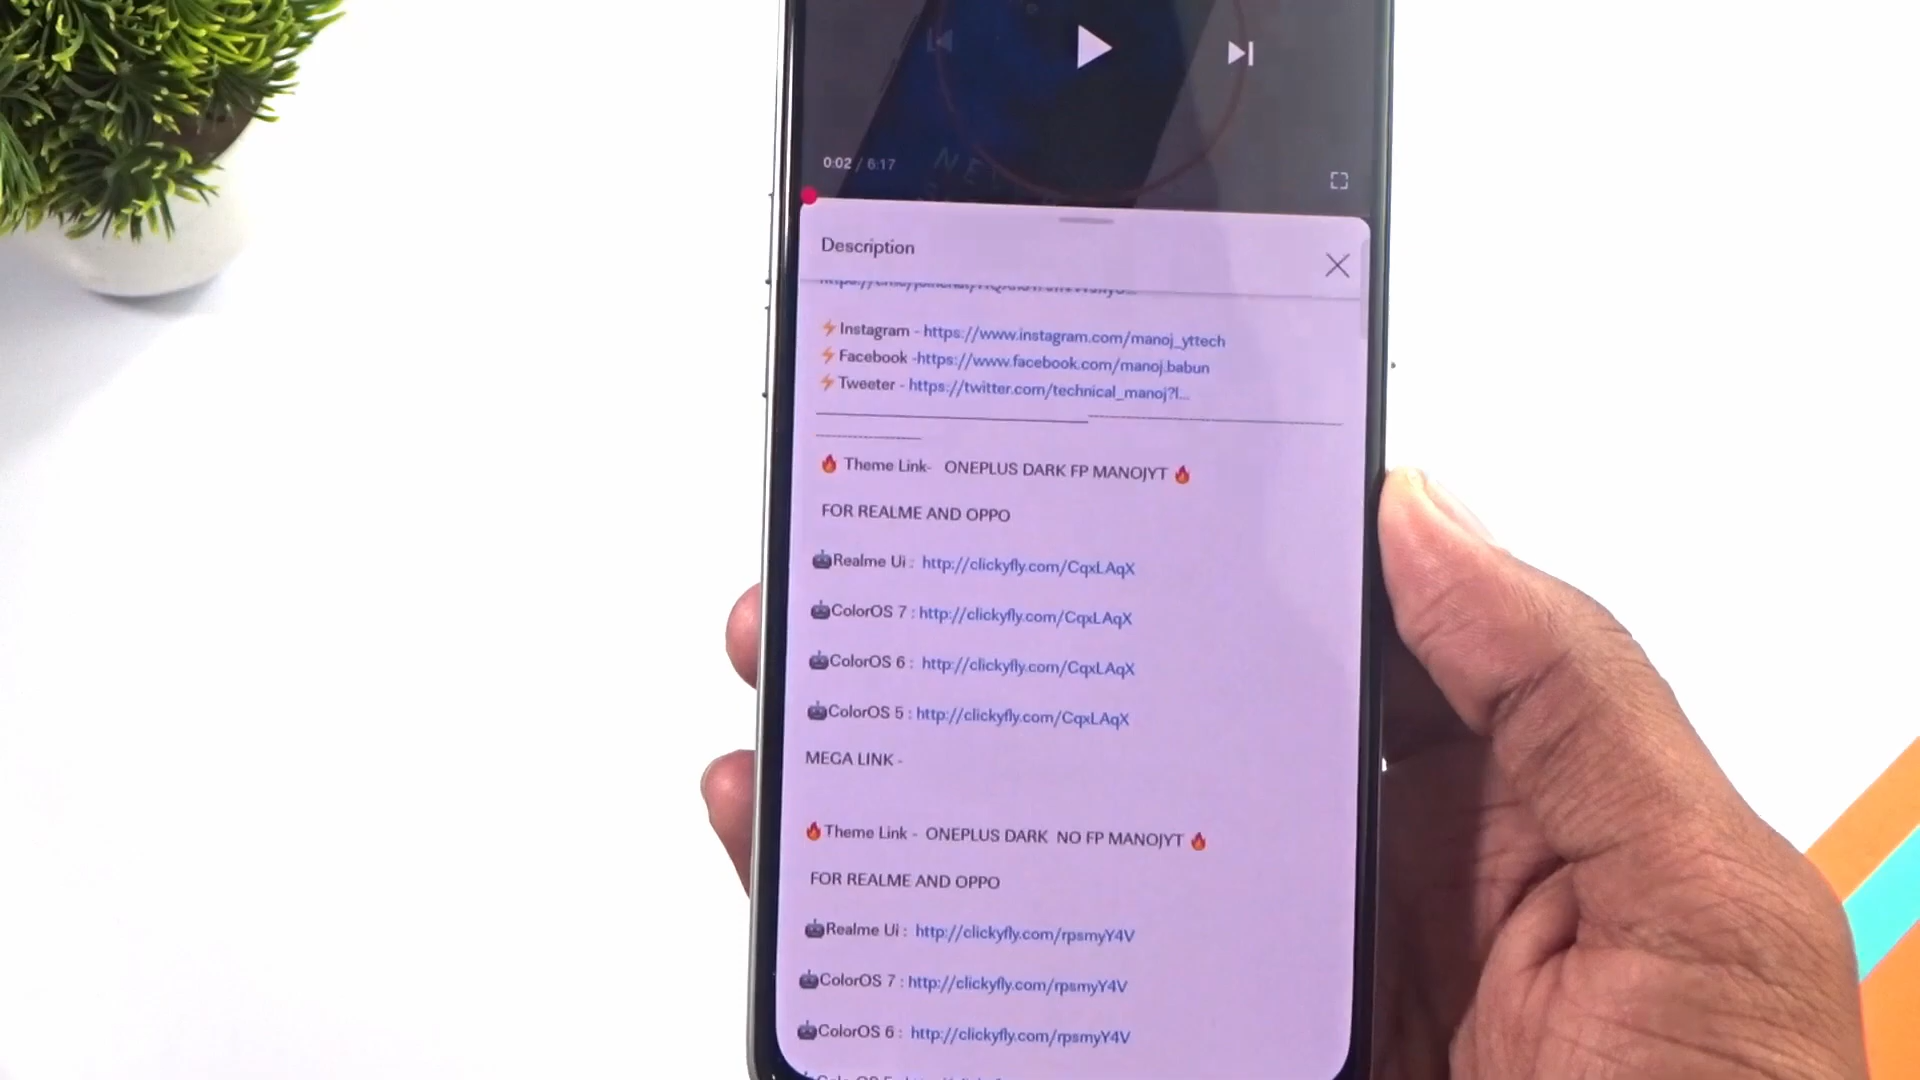 0:02 / 6:17
Description
⚡Instagram - https://www.instagram.com/manoj_yttech
⚡Facebook -https://www.facebook.com/manoj.babun
⚡Tweeter - https://twitter.com/technical_manoj?l...
🔥 Theme Link- ONEPLUS DARK FP MANOJYT 🔥
FOR REALME AND OPPO
🤖Realme Ui : http://clickyfly.com/CqxLAqX
🤖ColorOS 7 : http://clickyfly.com/CqxLAqX
🤖ColorOS 6 : http://clickyfly.com/CqxLAqX
🤖ColorOS 5 : http://clickyfly.com/CqxLAqX
MEGA LINK -
🔥Theme Link - ONEPLUS DARK NO FP MANOJYT 🔥
FOR REALME AND OPPO
🤖Realme Ui : http://clickyfly.com/rpsmyY4V
🤖ColorOS 7 : http://clickyfly.com/rpsmyY4V
🤖ColorOS 6 : http://clickyfly.com/rpsmyY4V